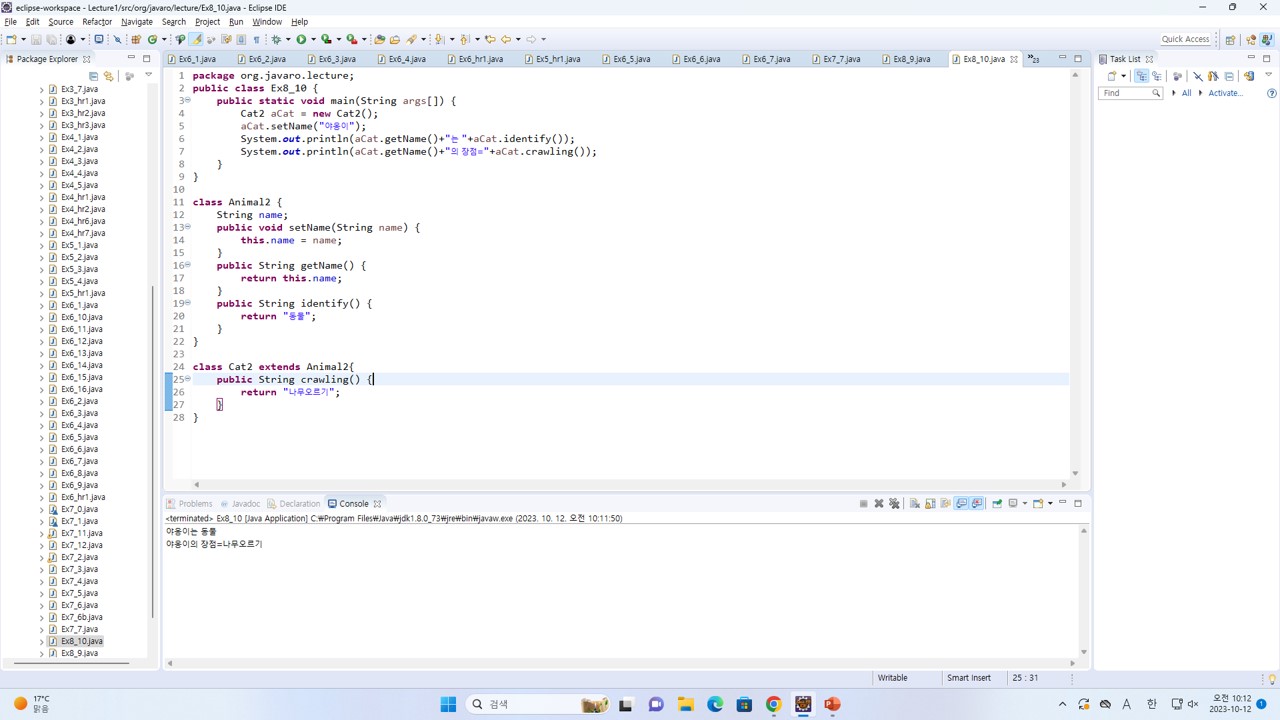 eclipse-workspace - Lecture1/src/org/javaro/lecture/Ex8_10.java - Eclipse IDE
File Edit Source Refactor Navigate Search Project Run Window Help
Quick Access
Package Explorer
Ex6_1.java Ex6_2.java Ex6_3.java Ex6_4.java Ex6_hr1.java Ex5_hr1.java Ex6_5.java Ex6_6.java Ex6_7.java Ex7_7.java Ex8_9.java Ex8_10.java »23
Task List
Find All Activate...
Ex3_7.java
Ex3_hr1.java
Ex3_hr2.java
Ex3_hr3.java
Ex4_1.java
Ex4_2.java
Ex4_3.java
Ex4_4.java
Ex4_5.java
Ex4_hr1.java
Ex4_hr2.java
Ex4_hr6.java
Ex4_hr7.java
Ex5_1.java
Ex5_2.java
Ex5_3.java
Ex5_4.java
Ex5_hr1.java
Ex6_1.java
Ex6_10.java
Ex6_11.java
Ex6_12.java
Ex6_13.java
Ex6_14.java
Ex6_15.java
Ex6_16.java
Ex6_2.java
Ex6_3.java
Ex6_4.java
Ex6_5.java
Ex6_6.java
Ex6_7.java
Ex6_8.java
Ex6_9.java
Ex6_hr1.java
Ex7_0.java
Ex7_1.java
Ex7_11.java
Ex7_12.java
Ex7_2.java
Ex7_3.java
Ex7_4.java
Ex7_5.java
Ex7_6.java
Ex7_6b.java
Ex7_7.java
Ex8_10.java
Ex8_9.java
1 package org.javaro.lecture;
2 public class Ex8_10 {
3 public static void main(String args[]) {
4 Cat2 aCat = new Cat2();
5 aCat.setName("야옹이");
6 System.out.println(aCat.getName()+"는 "+aCat.identify());
7 System.out.println(aCat.getName()+"의 장점="+aCat.crawling());
8 }
9 }
10
11 class Animal2 {
12 String name;
13 public void setName(String name) {
14 this.name = name;
15 }
16 public String getName() {
17 return this.name;
18 }
19 public String identify() {
20 return "동물";
21 }
22 }
23
24 class Cat2 extends Animal2{
25 public String crawling() {
26 return "나무오르기";
27 }
28 }
Problems Javadoc Declaration Console
<terminated> Ex8_10 [Java Application] C:₩Program Files₩Java₩jdk1.8.0_73₩jre₩bin₩javaw.exe (2023. 10. 12. 오전 10:11:50)
야옹이는 동물
야옹이의 장점=나무오르기
Writable Smart Insert 25 : 31
17°C
맑음
검색
A 한
오전 10:12
2023-10-12
1